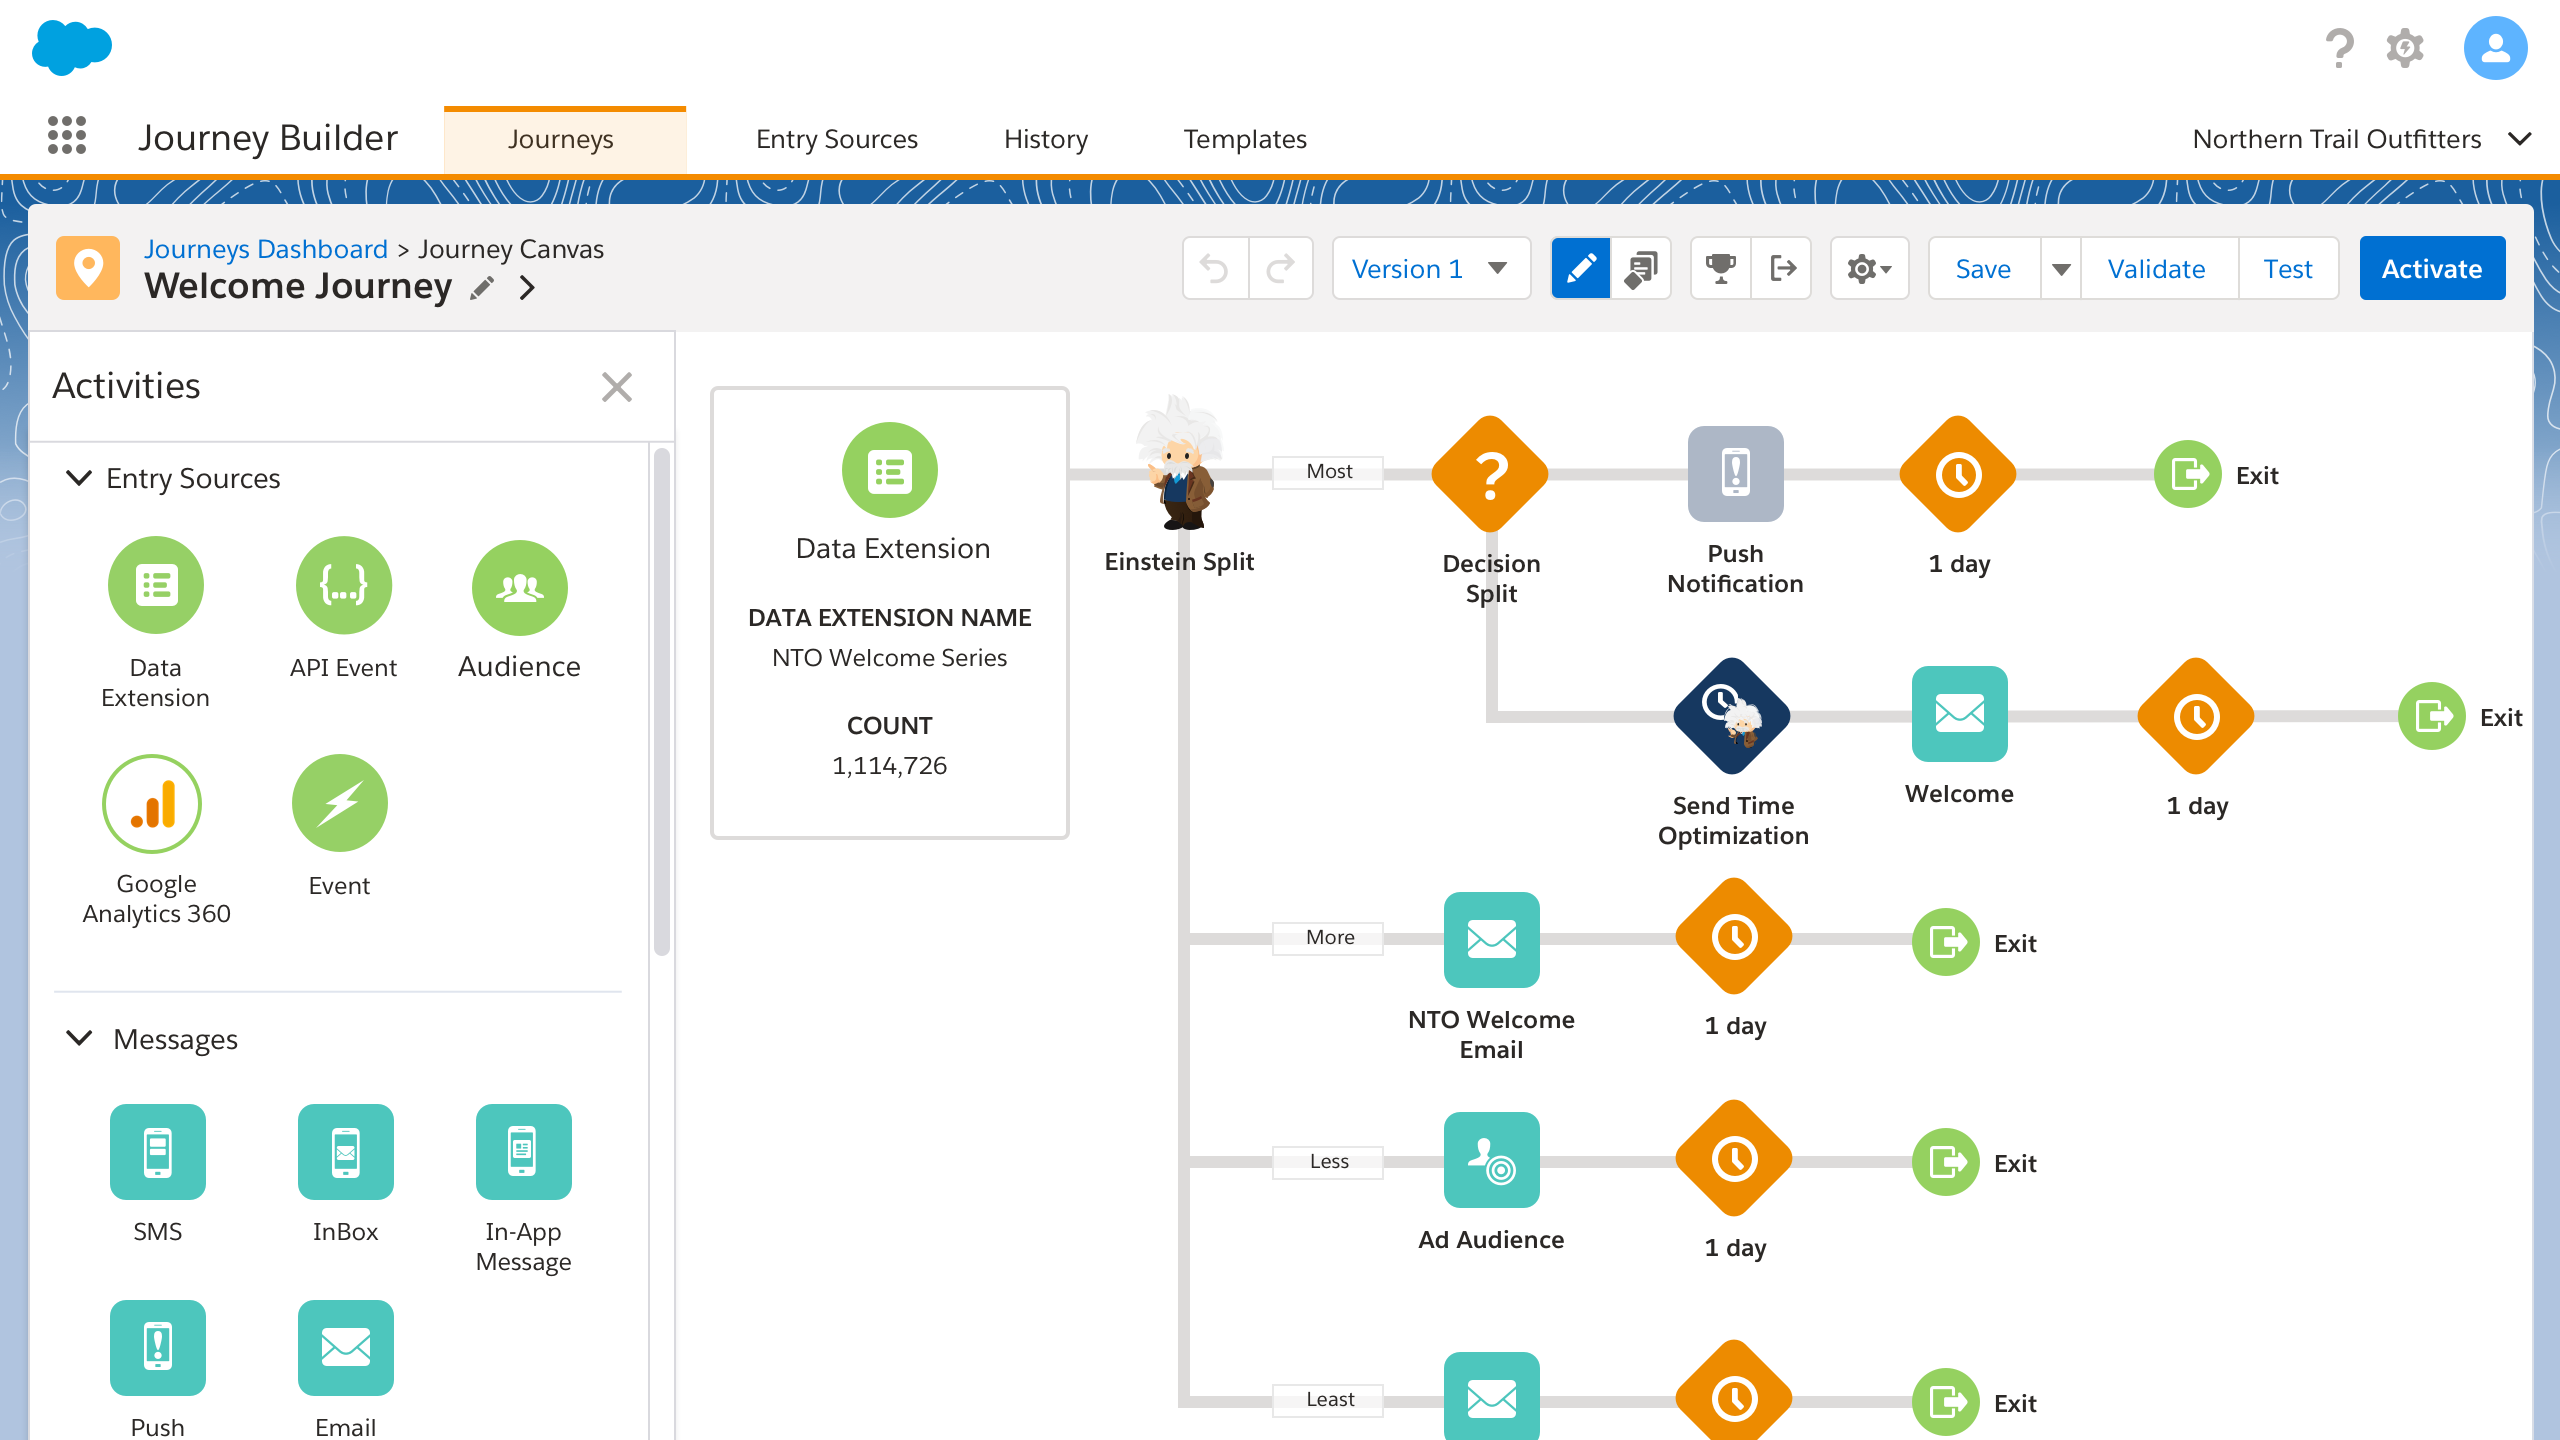 Journey Builder
Journeys
Entry Sources
History
Templates
Northern Trail Outfitters
Journeys Dashboard > Journey Canvas
Welcome Journey
Version 1
Save
Validate
Test
Activate
Activities
Entry Sources
Data
Extension
API Event
Audience
Google
Analytics 360
Event
Messages
SMS
InBox
In-App
Message
Push
Email
Data Extension
DATA EXTENSION NAME
NTO Welcome Series
COUNT
1,114,726
Einstein Split
Most
Decision
Split
Push
Notification
1 day
Exit
Send Time
Optimization
Welcome
1 day
Exit
More
NTO Welcome
Email
1 day
Exit
Less
Ad Audience
1 day
Exit
Least
Exit